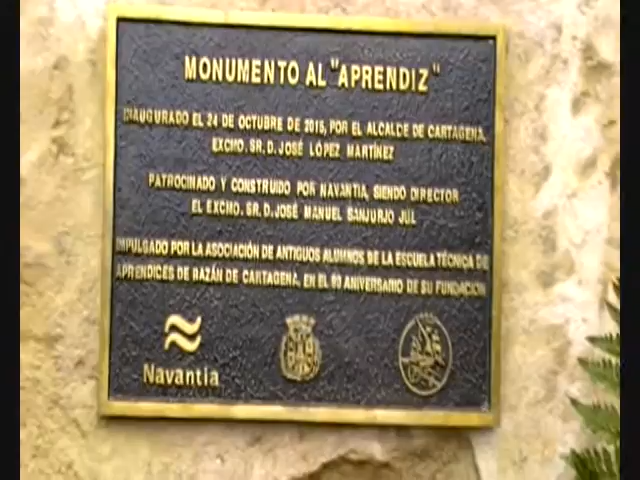 MONUMENTO AL "APRENDIZ"
INAUGURADO EL 24 DE OCTUBRE DE 2015, POR EL ALCALDE DE CARTAGENA,
EXCMO. SR. D. JOSÉ LÓPEZ MARTÍNEZ
PATROCINADO Y CONSTRUIDO POR NAVANTIA, SIENDO DIRECTOR
EL EXCMO. SR. D. JOSÉ MANUEL SANJURJO JUL
IMPULSADO POR LA ASOCIACIÓN DE ANTIGUOS ALUMNOS DE LA ESCUELA TÉCNICA DE
APRENDICES DE BAZÁN DE CARTAGENA, EN EL ANIVERSARIO DE SU FUNDACIÓN
Navantia